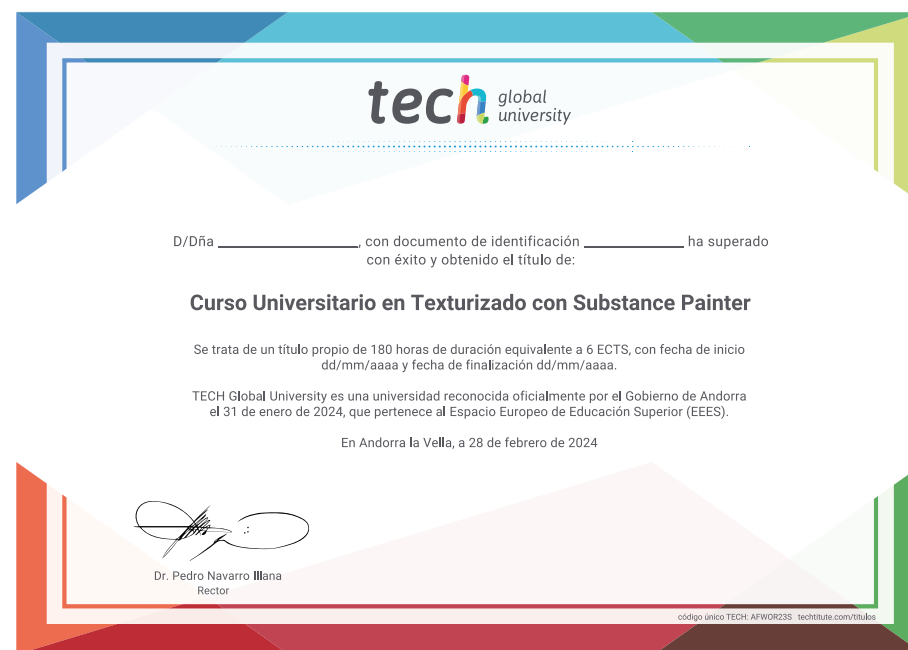 tech global
university
D/Dña ____________________, con documento de identificación ______________ ha superado
con éxito y obtenido el título de:
Curso Universitario en Texturizado con Substance Painter
Se trata de un título propio de 180 horas de duración equivalente a 6 ECTS, con fecha de inicio
dd/mm/aaaa y fecha de finalización dd/mm/aaaa.
TECH Global University es una universidad reconocida oficialmente por el Gobierno de Andorra
el 31 de enero de 2024, que pertenece al Espacio Europeo de Educación Superior (EEES).
En Andorra la Vella, a 28 de febrero de 2024
Dr. Pedro Navarro Illana
Rector
código único TECH: AFWOR23S techtitute.com/titulos